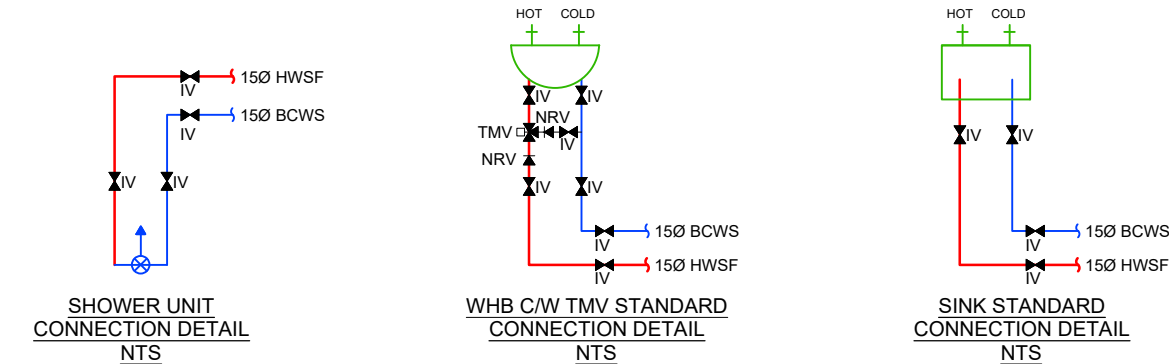 15Ø HWSF
IV
15Ø BCWS
IV
IV
IV
SHOWER UNIT
CONNECTION DETAIL
NTS
HOT
COLD
IV
IV
NRV
TMV
IV
NRV
IV
IV
15Ø BCWS
IV
15Ø HWSF
IV
WHB C/W TMV STANDARD
CONNECTION DETAIL
NTS
HOT
COLD
IV
IV
15Ø BCWS
IV
15Ø HWSF
IV
SINK STANDARD
CONNECTION DETAIL
NTS